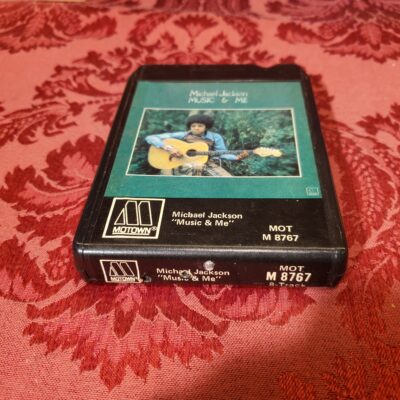 Michael Jackson
MUSIC & ME
MOTOWN®
Michael Jackson
"Music & Me"
MOT
M 8767
MOTOWN®
Michael Jackson
"Music & Me"
MOT
M 8767
8-Track